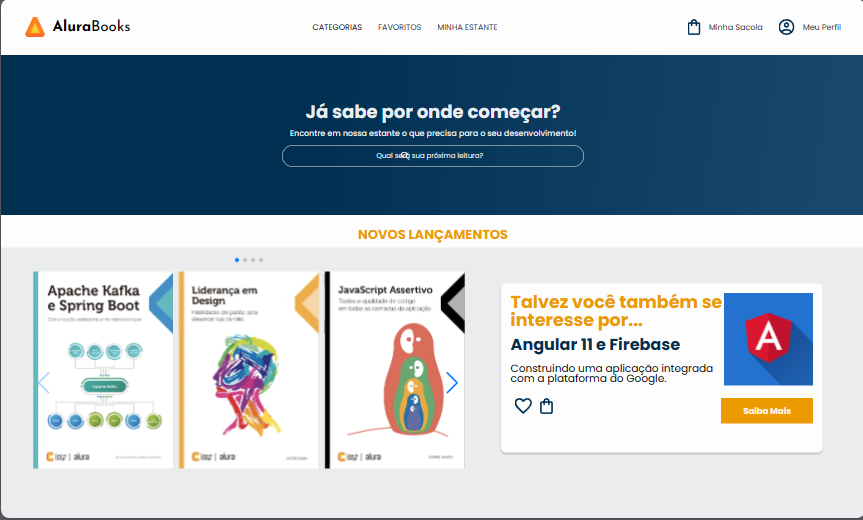 AluraBooks
CATEGORIAS FAVORITOS MINHA ESTANTE
Minha Sacola Meu Perfil
Já sabe por onde começar?
Encontre em nossa estante o que precisa para o seu desenvolvimento!
Qual será sua próxima leitura?
NOVOS LANÇAMENTOS
Apache Kafka
e Spring Boot
Comunicação assíncrona entre microsserviços
Apache Kafka
alura
Liderança em
Design
Habilidades de gestão para
alavancar sua carreira
alura
JavaScript Assertivo
Testes e qualidade de código
em todas as camadas da aplicação
alura
Talvez você também se
interesse por...
Angular 11 e Firebase
Construindo uma aplicação integrada
com a plataforma do Google.
A
Saiba Mais